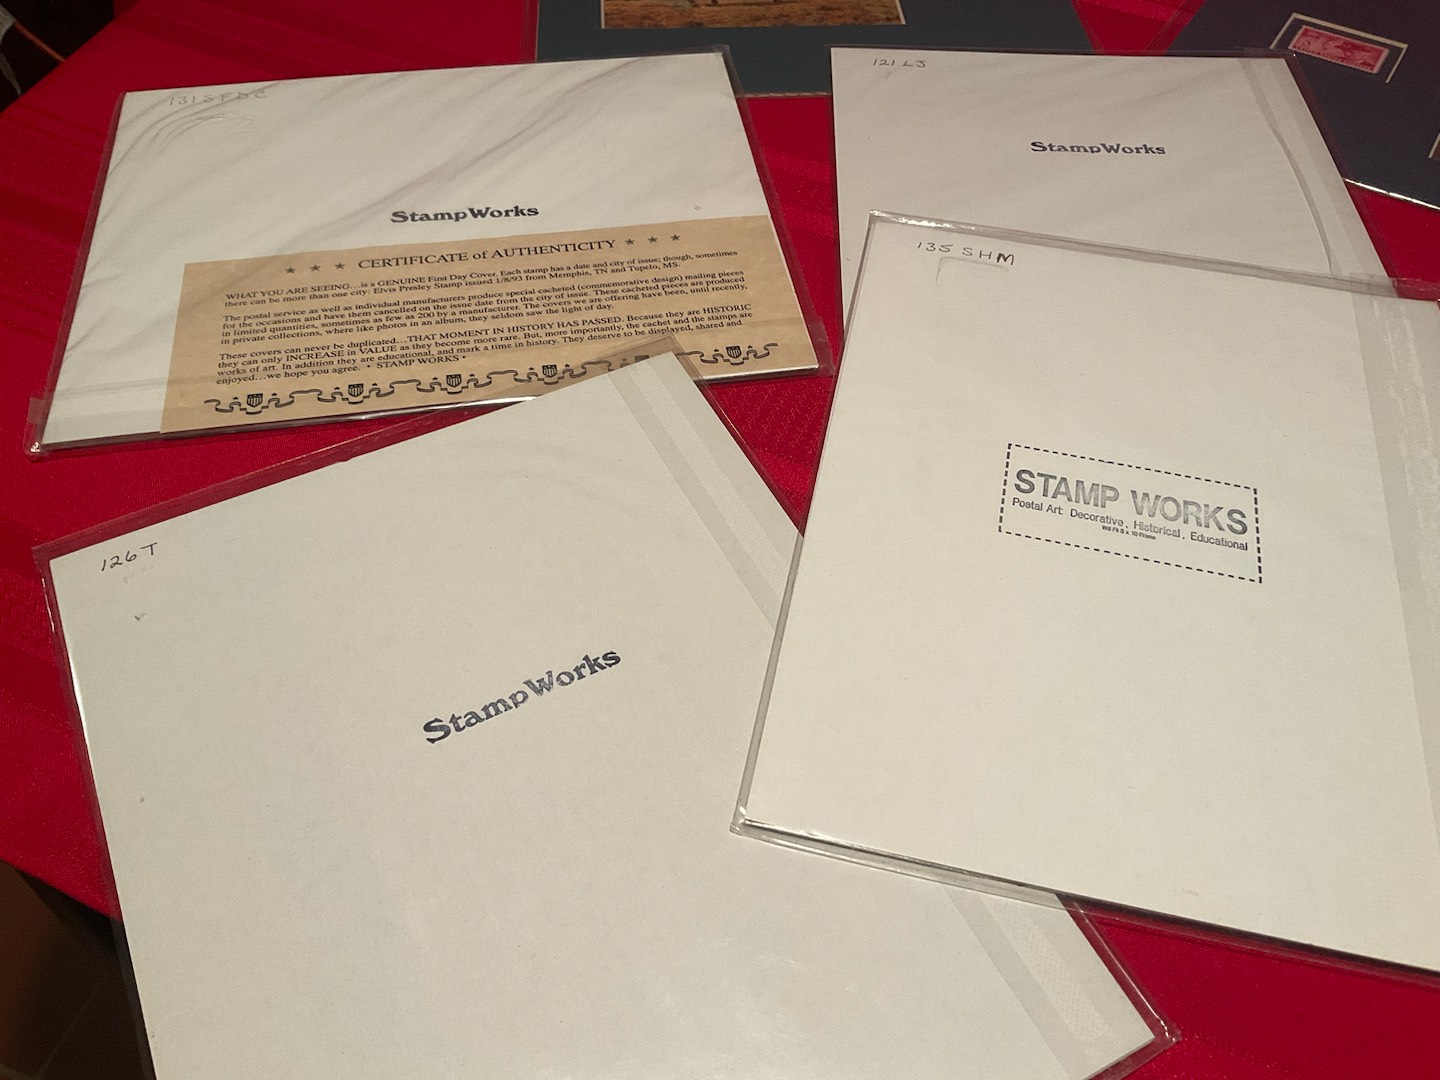 131 S FDC
StampWorks
★ ★ ★ CERTIFICATE of AUTHENTICITY ★ ★ ★
WHAT YOU ARE SEEING...is a GENUINE First Day Cover. Each stamp has a date and city of issue; though, sometimes
there can be more than one city: Elvis Presley Stamp issued 1/8/93 from Memphis, TN and Tupelo, MS.
The postal service as well as individual manufacturers produce special cacheted (commemorative design) mailing pieces
for the occasions and have them cancelled on the issue date from the city of issue. These cacheted pieces are produced
in limited quantities, sometimes as few as 200 by a manufacturer. The covers we are offering have been, until recently,
in private collections, where like photos in an album, they seldom saw the light of day.
These covers can never be duplicated...THAT MOMENT IN HISTORY HAS PASSED. Because they are HISTORIC
they can only INCREASE in VALUE as they become more rare. But, more importantly, the cachet and the stamps are
works of art. In addition they are educational, and mark a time in history. They deserve to be displayed, shared and
enjoyed...we hope you agree. • STAMP WORKS •
121 LJ
StampWorks
135 SHM
STAMP WORKS
Postal Art: Decorative . Historical . Educational
Will Fit 8 x 10 Frame
126 T
StampWorks